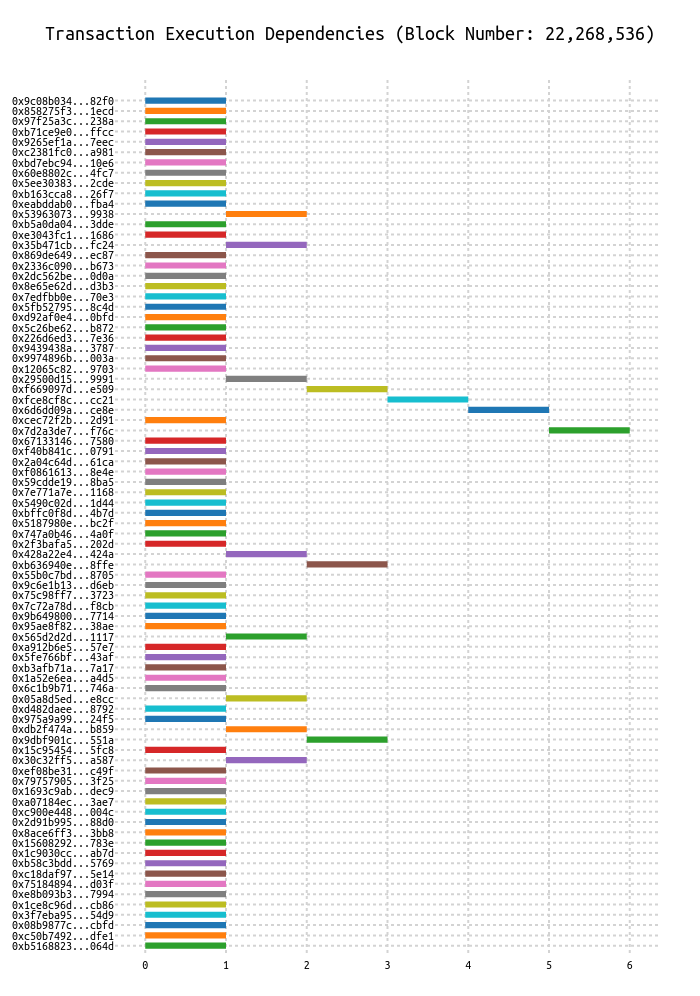 Transaction Execution Dependencies (Block Number: 22,268,536)
0x9c08b034...82f0
0x858275f3...1ecd
0x97f25a3c...238a
0xb71ce9e0...ffcc
0x9265ef1a...7eec
0xc2381fc0...a981
0xbd7ebc94...10e6
0x60e8802c...4fc7
0x5ee30383...2cde
0xb163cca8...26f7
0xeabddab0...fba4
0x53963073...9938
0xb5a0da04...3dde
0xe3043fc1...1686
0x35b471cb...fc24
0x869de649...ec87
0x2336c090...b673
0x2dc562be...0d0a
0x8e65e62d...d3b3
0x7edfbb0e...70e3
0x5fb52795...8c4d
0xd92af0e4...0bfd
0x5c26be62...b872
0x226d6ed3...7e36
0x9439438a...3787
0x9974896b...003a
0x12065c82...9703
0x29500d15...9991
0xf669097d...e509
0xfce8cf8c...cc21
0x6d6dd09a...ce8e
0xcec72f2b...2d91
0x7d2a3de7...f76c
0x67133146...7580
0xf40b841c...0791
0x2a04c64d...61ca
0xf0861613...8e4e
0x59cdde19...8ba5
0x7e771a7e...1168
0x5490c02d...1d44
0xbffc0f8d...4b7d
0x5187980e...bc2f
0x747a0b46...4a0f
0x2f3bafa5...202d
0x428a22e4...424a
0xb636940e...8ffe
0x55b0c7bd...8705
0x9c6e1b13...d6eb
0x75c98ff7...3723
0x7c72a78d...f8cb
0x9b649800...7714
0x95ae8f82...38ae
0x565d2d2d...1117
0xa912b6e5...57e7
0x5fe766bf...43af
0xb3afb71a...7a17
0x1a52e6ea...a4d5
0x6c1b9b71...746a
0x05a8d5ed...e8cc
0xd482daee...8792
0x975a9a99...24f5
0xdb2f474a...b859
0x9dbf901c...551a
0x15c95454...5fc8
0x30c32ff5...a587
0xef08be31...c49f
0x79757905...3f25
0x1693c9ab...dec9
0xa07184ec...3ae7
0xc900e448...004c
0x2d91b995...88d0
0x8ace6ff3...3bb8
0x15608292...783e
0x1c9030cc...ab7d
0xb58c3bdd...5769
0xc18daf97...5e14
0x75184894...d03f
0xe8b093b3...7994
0x1ce8c96d...cb86
0x3f7eba95...54d9
0x08b9877c...cbfd
0xc50b7492...dfe1
0xb5168823...064d
0 1 2 3 4 5 6